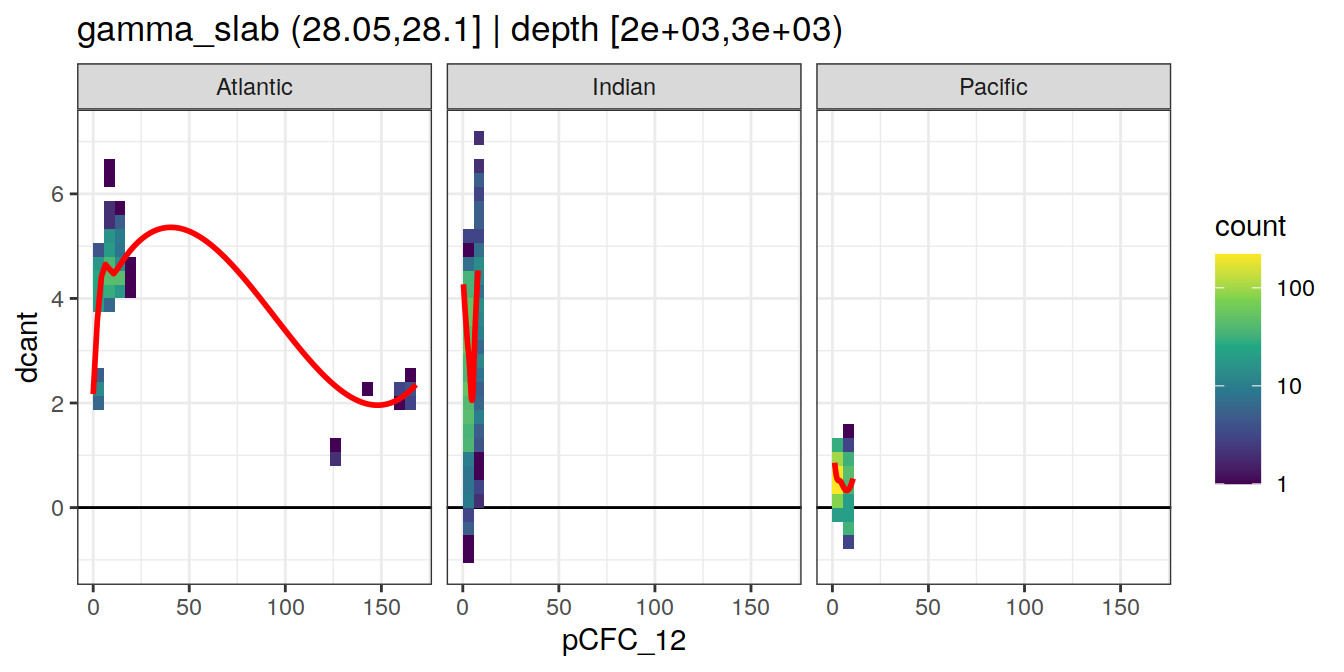 gamma_slab (28.05,28.1] | depth [2e+03,3e+03)
Atlantic Indian Pacific
dcant
6
4
2
0
0 50 100 150 0 50 100 150 0 50 100 150
pCFC_12
count
100
10
1